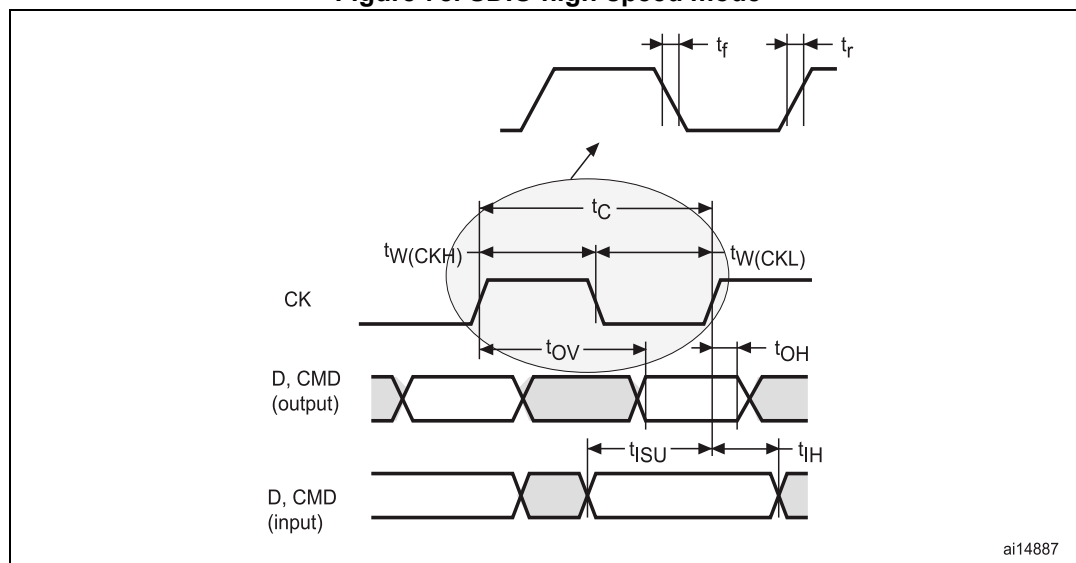 tf
tr
tC
tW(CKH)
tW(CKL)
CK
tOV
tOH
D, CMD
(output)
tISU
tIH
D, CMD
(input)
ai14887